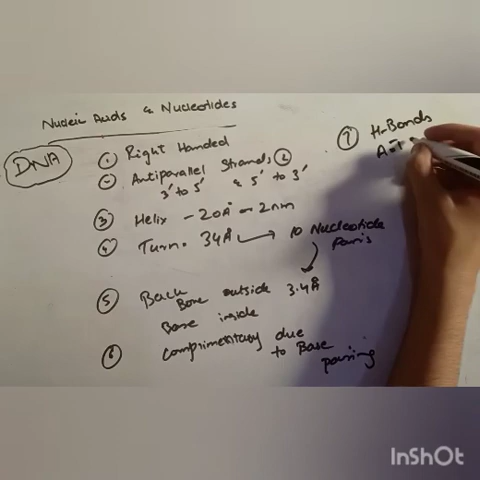 Nucleic Acids & Nucleotides
DNA
① Right Handed
② Antiparallel Strands ②
3' to 5' & 5' to 3'
③ Helix - 20Å or 2nm
④ Turn. 34Å → 10 Nucleotide
pairs
3.4Å
⑤ Back
Bone outside
Base inside
⑥ Complimentary due
to Base
pairing
⑦ H-Bonds
A=T
InShOt